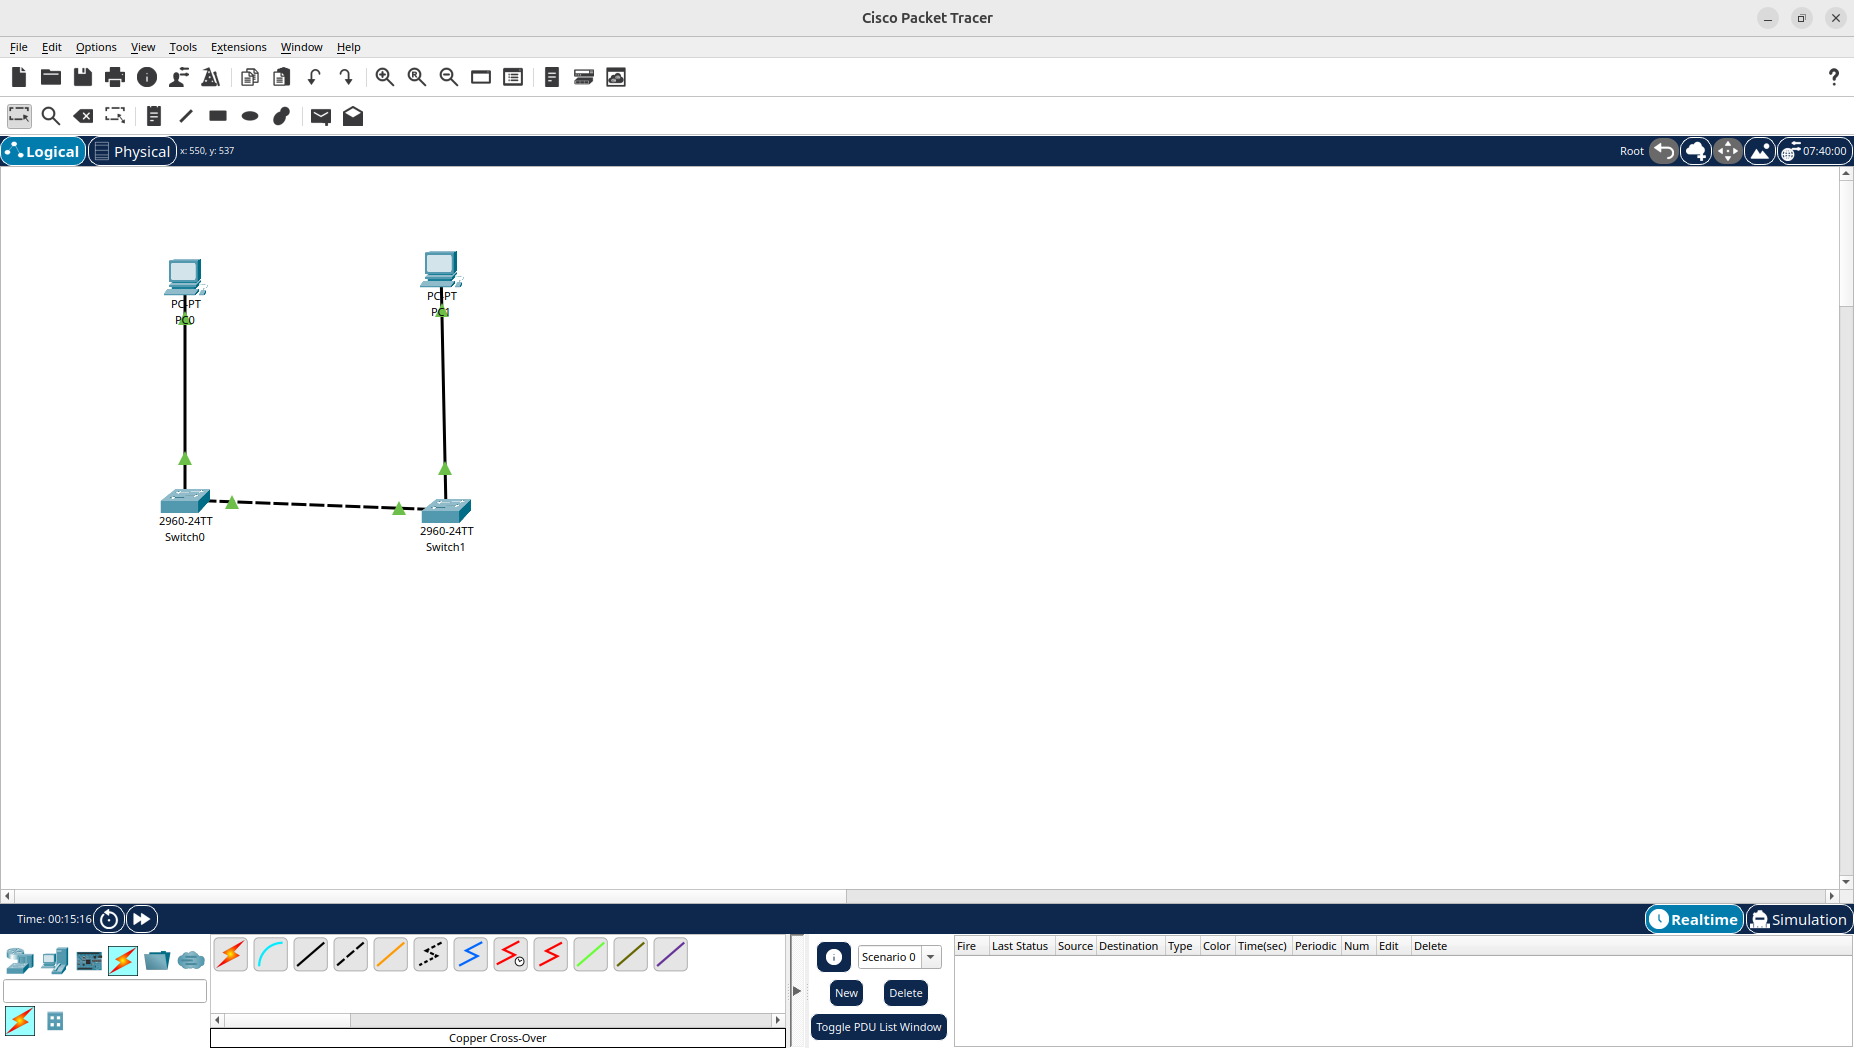 Cisco Packet Tracer
File Edit Options View Tools Extensions Window Help
?
Logical Physical x: 550, y: 537 Root 07:40:00
PC-PT
PC1
PC-PT
PC0
2960-24TT
Switch0
2960-24TT
Switch1
Time: 00:15:16 Realtime Simulation
Fire Last Status Source Destination Type Color Time(sec) Periodic Num Edit Delete
Scenario 0
New Delete
Toggle PDU List Window
Copper Cross-Over